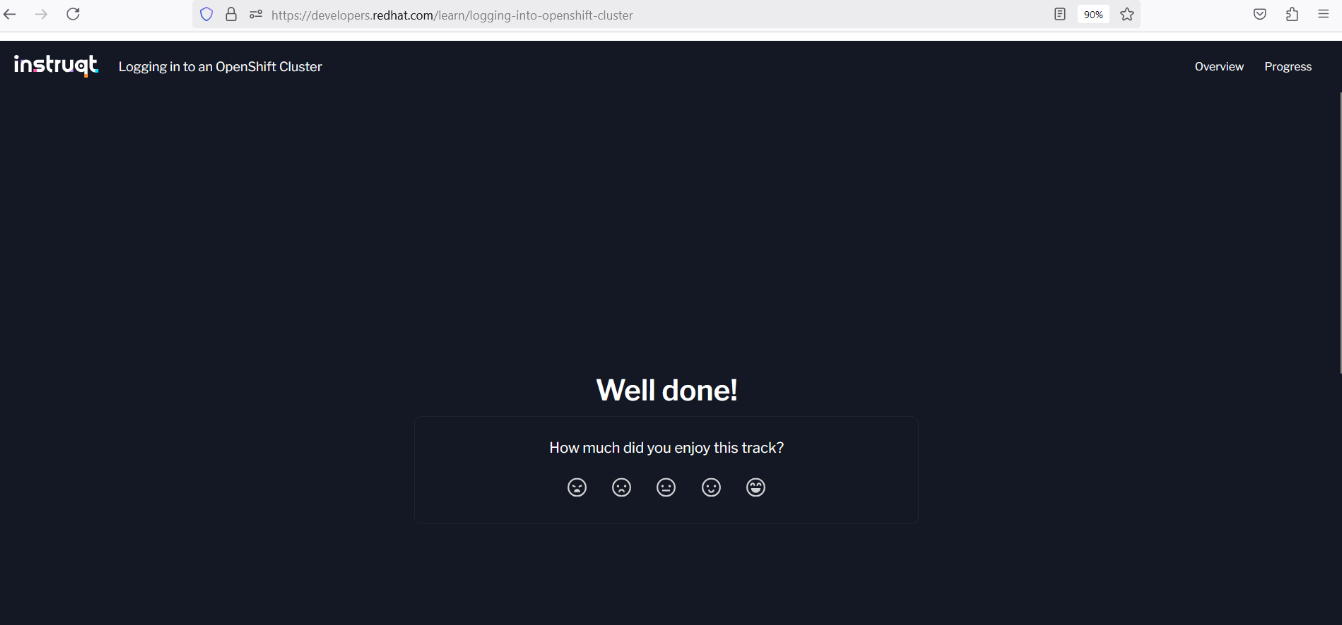 https://developers.redhat.com/learn/logging-into-openshift-cluster
90%
instruqt
Logging in to an OpenShift Cluster
Overview
Progress
Well done!
How much did you enjoy this track?